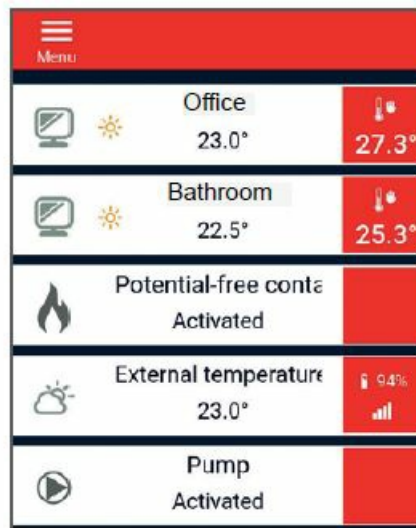 Menu
Office
23.0°
27.3°
Bathroom
22.5°
25.3°
Potential-free conta
Activated
External temperature
23.0°
94%
Pump
Activated